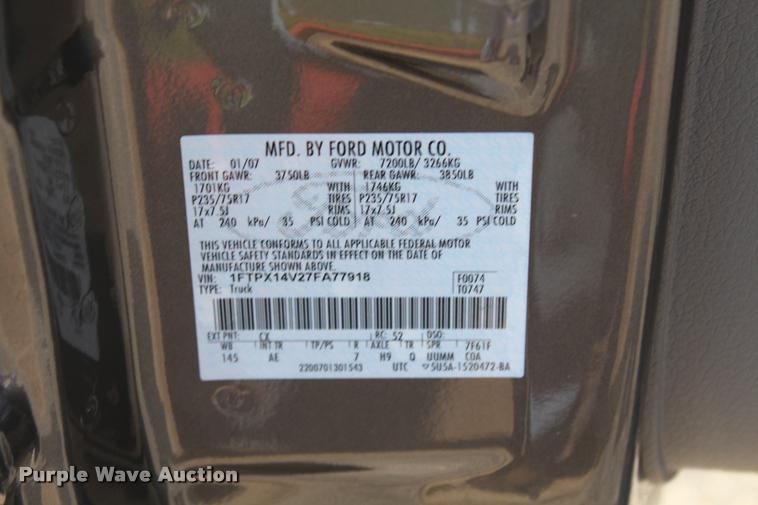 MFD. BY FORD MOTOR CO.
DATE: 01/07 GVWR: 7200LB/ 3266KG
FRONT GAWR: 3750LB REAR GAWR: 3850LB
1701KG WITH 1746KG WITH
P235/75R17 TIRES P235/75R17 TIRES
17x7.5J RIMS 17x7.5J RIMS
AT 240 kPa/ 35 PSI COLD AT 240 kPa/ 35 PSI COLD
THIS VEHICLE CONFORMS TO ALL APPLICABLE FEDERAL MOTOR
VEHICLE SAFETY STANDARDS IN EFFECT ON THE DATE OF
MANUFACTURE SHOWN ABOVE.
VIN: 1FTPX14V27FA77918 F0074
TYPE: Truck T0747
EXT PNT: CX RC: 52 DSO:
WB INT TR TP/PS R AXLE TR SPR 7F61F
145 AE 7 H9 Q UUMM COA
2200701301543 UTC 5U5A-1520472-BA
Purple Wave Auction